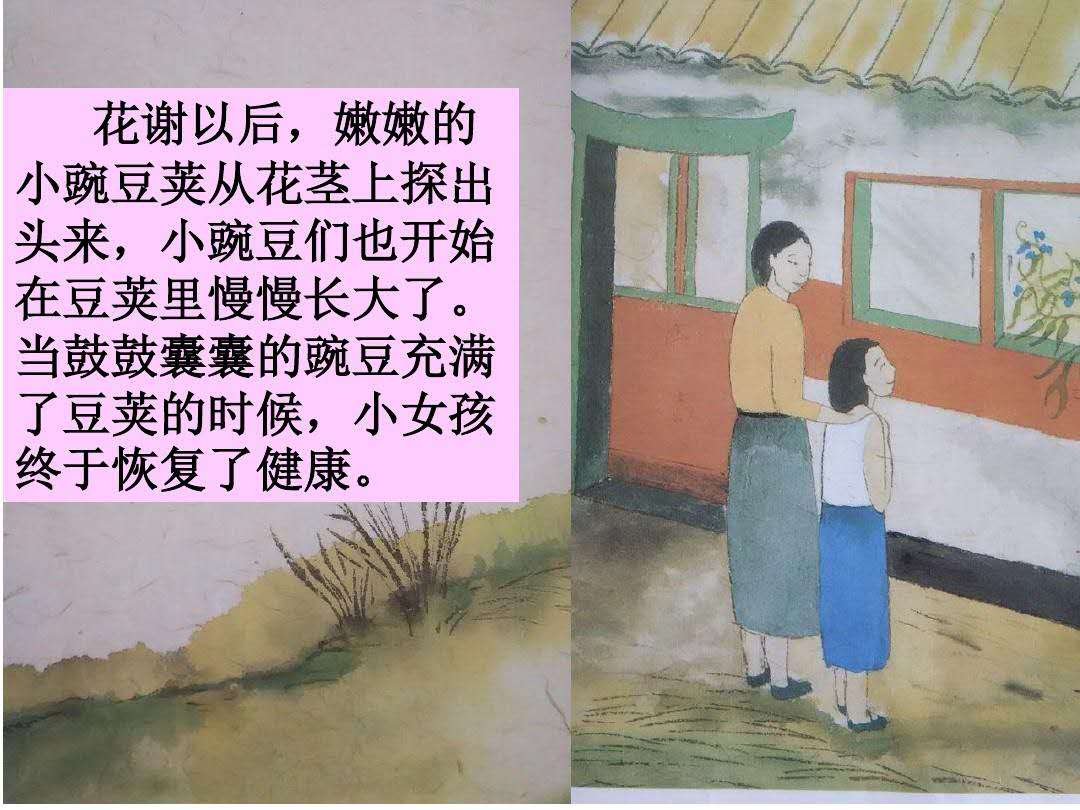 花谢以后，嫩嫩的
小豌豆荚从花茎上探出
头来，小豌豆们也开始
在豆荚里慢慢长大了。
当鼓鼓囊囊的豌豆充满
了豆荚的时候，小女孩
终于恢复了健康。